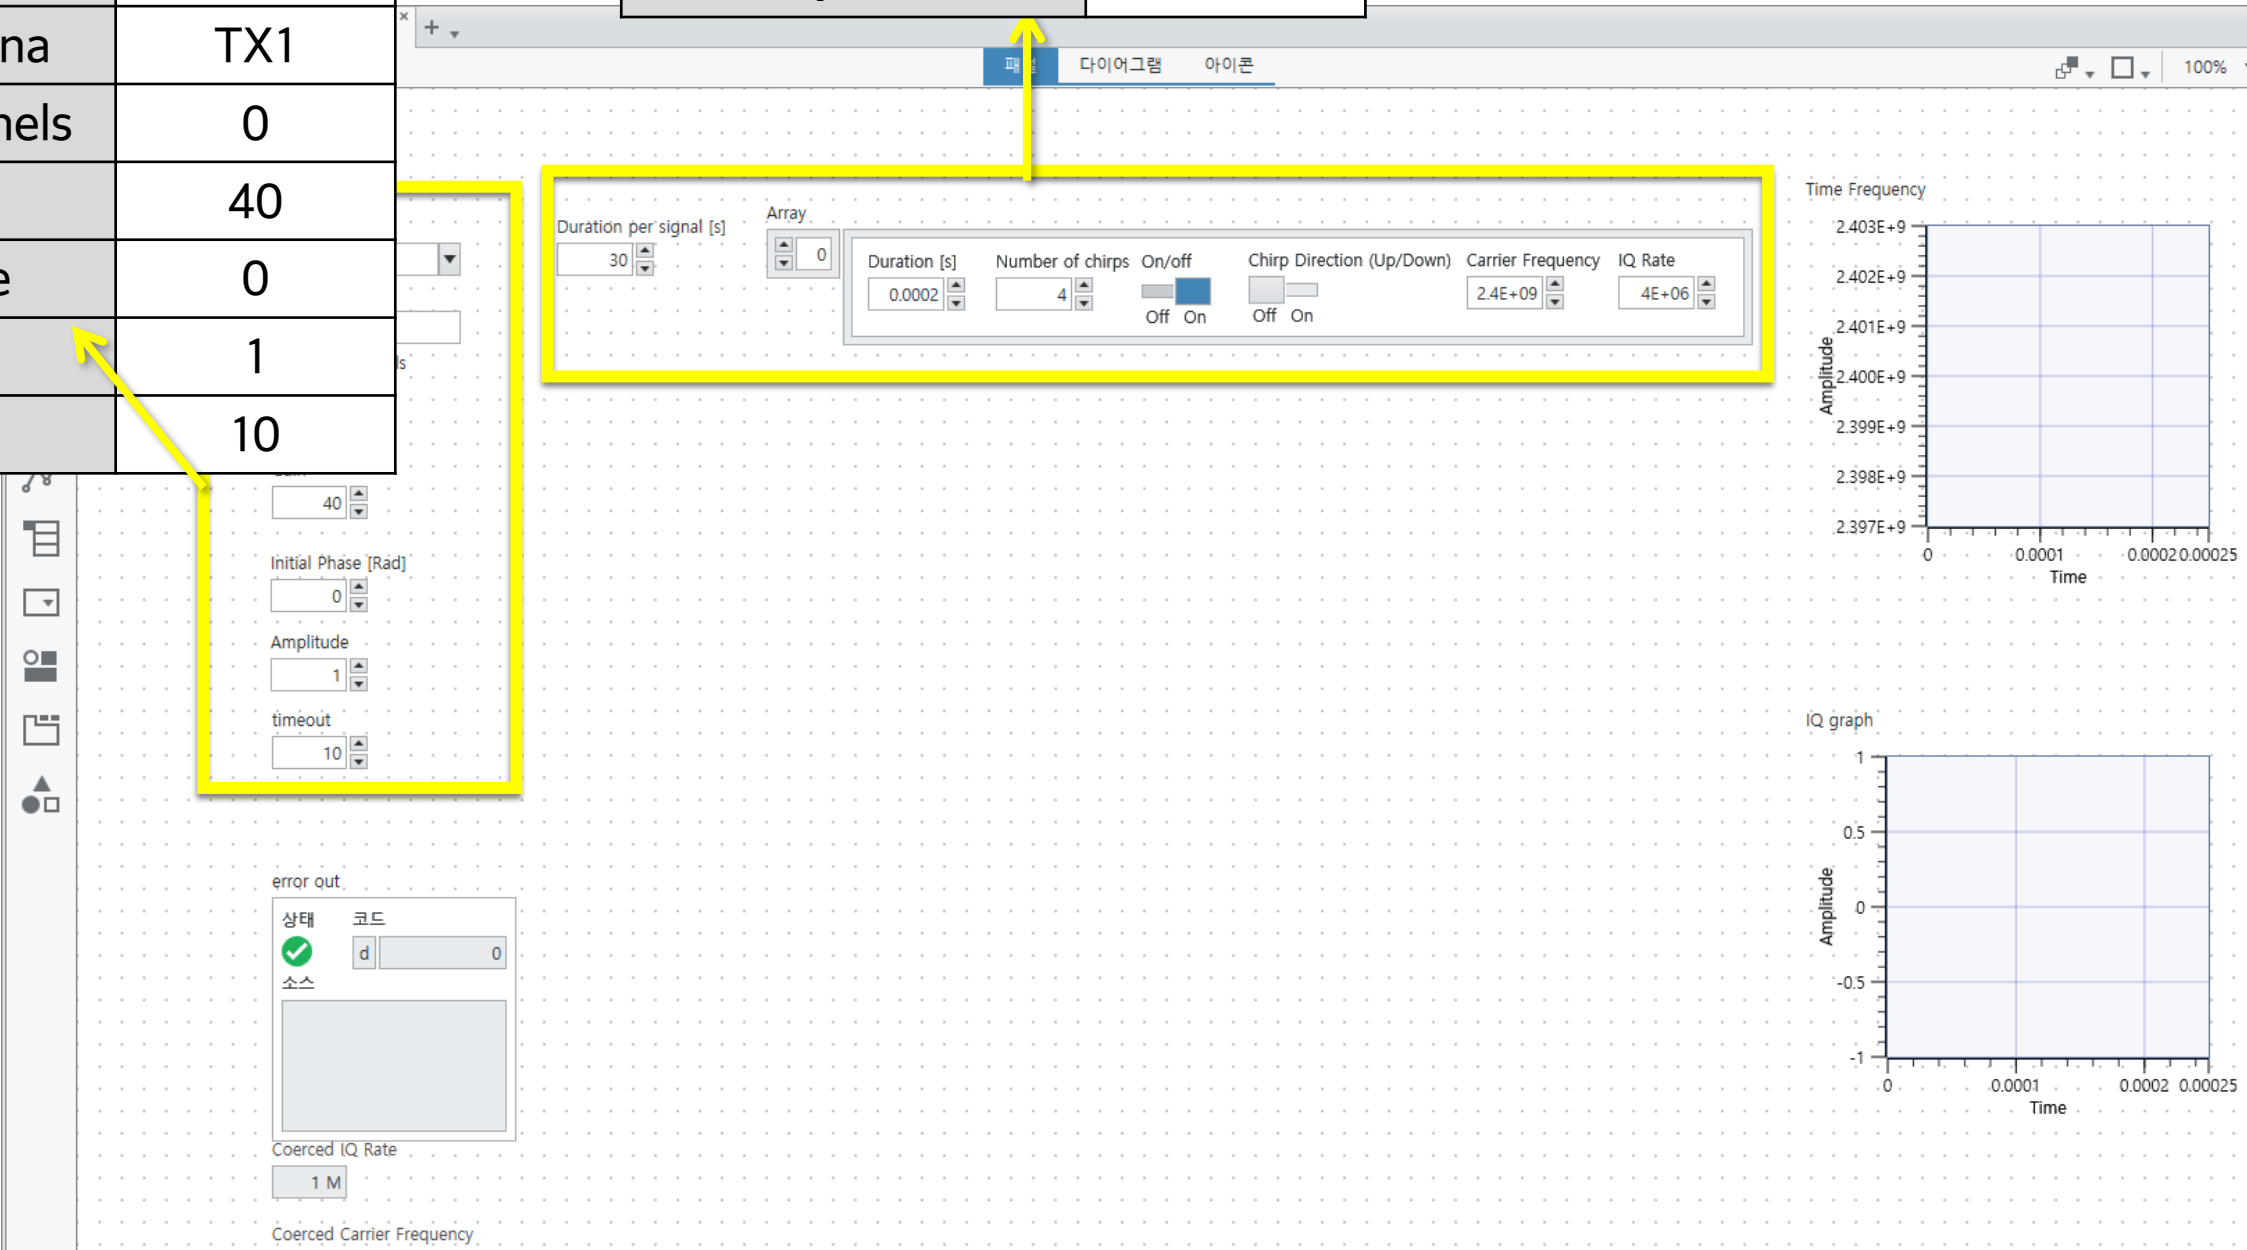 TX1
0
40
0
1
10
+
패널
다이어그램
아이콘
100%
Duration per signal [s]
30
Array
0
Duration [s]
0.0002
Number of chirps
4
On/off
Off On
Chirp Direction (Up/Down)
Off On
Carrier Frequency
2.4E+09
IQ Rate
4E+06
40
Initial Phase [Rad]
0
Amplitude
1
timeout
10
error out
상태 코드
d 0
소스
Coerced IQ Rate
1 M
Coerced Carrier Frequency
Time Frequency
Amplitude
2.403E+9
2.402E+9
2.401E+9
2.400E+9
2.399E+9
2.398E+9
2.397E+9
0 0.0001 0.0002 0.00025
Time
IQ graph
Amplitude
1
0.5
0
-0.5
-1
0 0.0001 0.0002 0.00025
Time